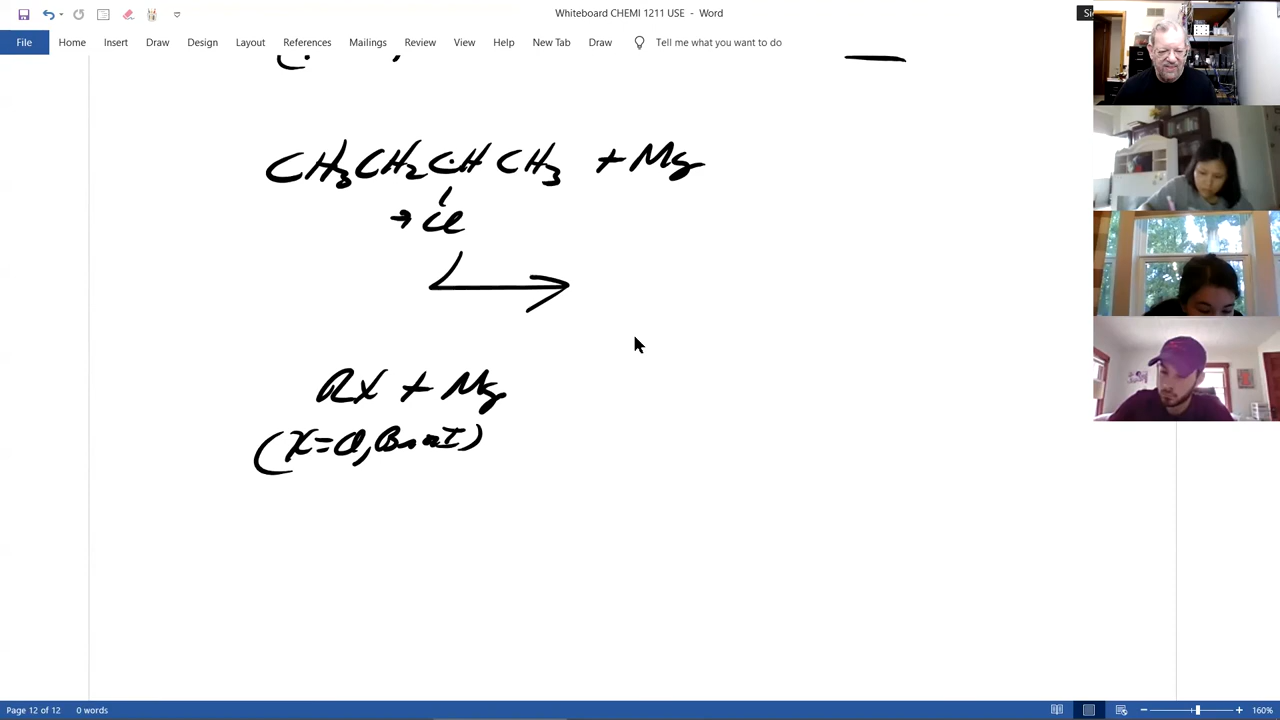 Whiteboard CHEMI 1211 USE - Word
File Home Insert Draw Design Layout References Mailings Review View Help New Tab Draw Tell me what you want to do
CH3CH2CHCH3 + Mg
→ Cl
RX + Mg
(X=Cl, Br or I)
Page 12 of 12 0 words 160%